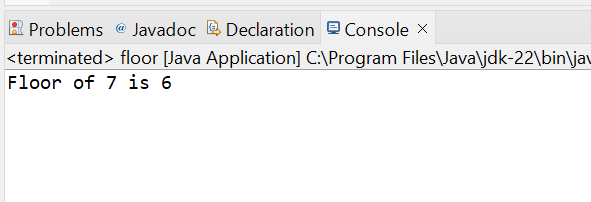 Problems @ Javadoc Declaration Console
<terminated> floor [Java Application] C:\Program Files\Java\jdk-22\bin\jav
Floor of 7 is 6